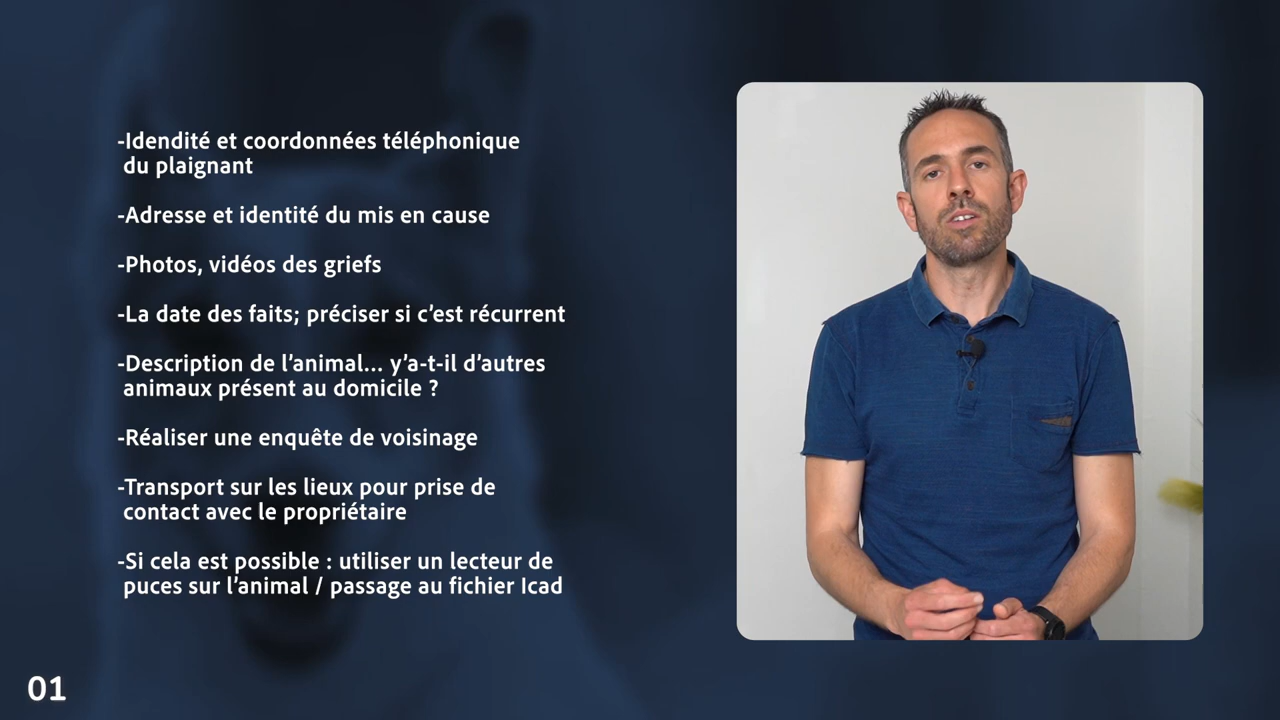 -Idendité et coordonnées téléphonique
du plaignant
-Adresse et identité du mis en cause
-Photos, vidéos des griefs
-La date des faits; préciser si c’est récurrent
-Description de l’animal... y’a-t-il d’autres
animaux présent au domicile ?
-Réaliser une enquête de voisinage
-Transport sur les lieux pour prise de
contact avec le propriétaire
-Si cela est possible : utiliser un lecteur de
puces sur l’animal / passage au fichier Icad
01